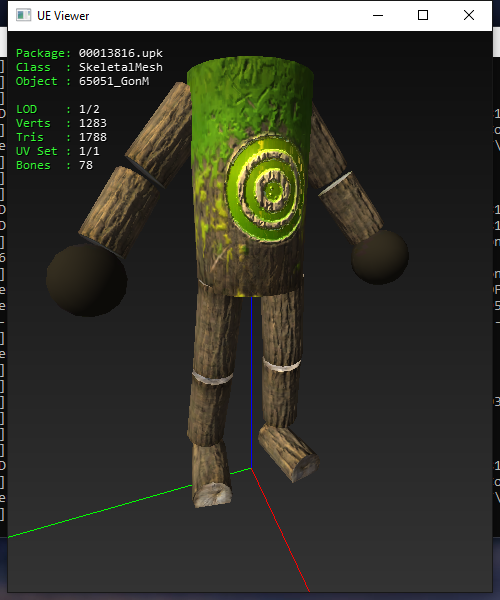 UE Viewer
Package: 00013816.upk
Class : SkeletalMesh
Object : 65051_GonM
LOD : 1/2
Verts : 1283
Tris : 1788
UV Set : 1/1
Bones : 78